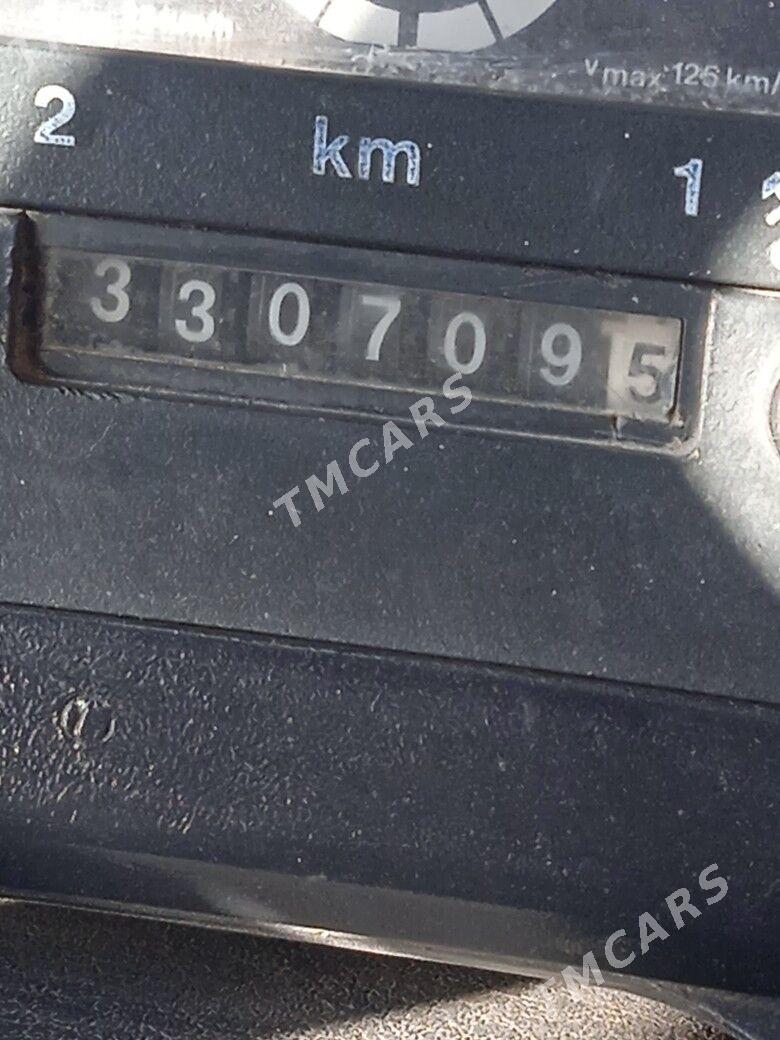 Vmax 125 km/
2 km 1
3307095
TMCARS
TMCARS